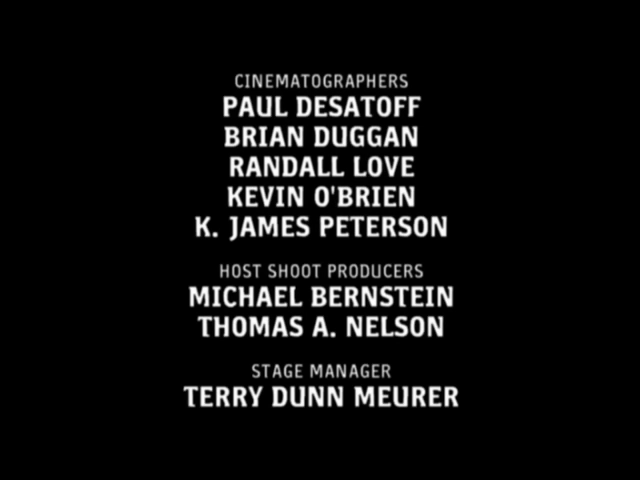 CINEMATOGRAPHERS
PAUL DESATOFF
BRIAN DUGGAN
RANDALL LOVE
KEVIN O'BRIEN
K. JAMES PETERSON
HOST SHOOT PRODUCERS
MICHAEL BERNSTEIN
THOMAS A. NELSON
STAGE MANAGER
TERRY DUNN MEURER